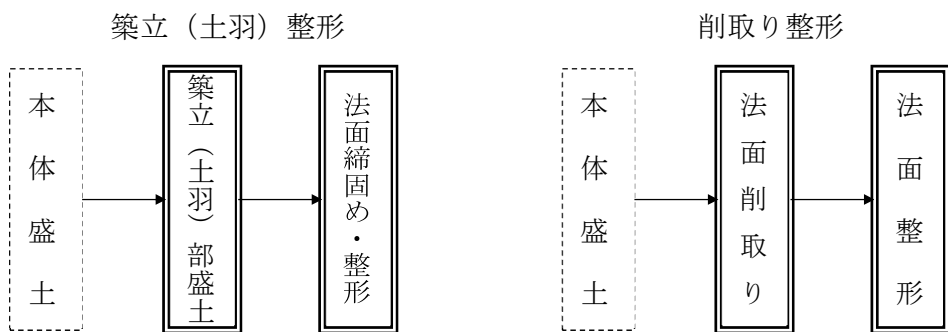 築立（土羽）整形
本体盛土
築立（土羽）部盛土
法面締固め・整形
削取り整形
本体盛土
法面削取り
法面整形